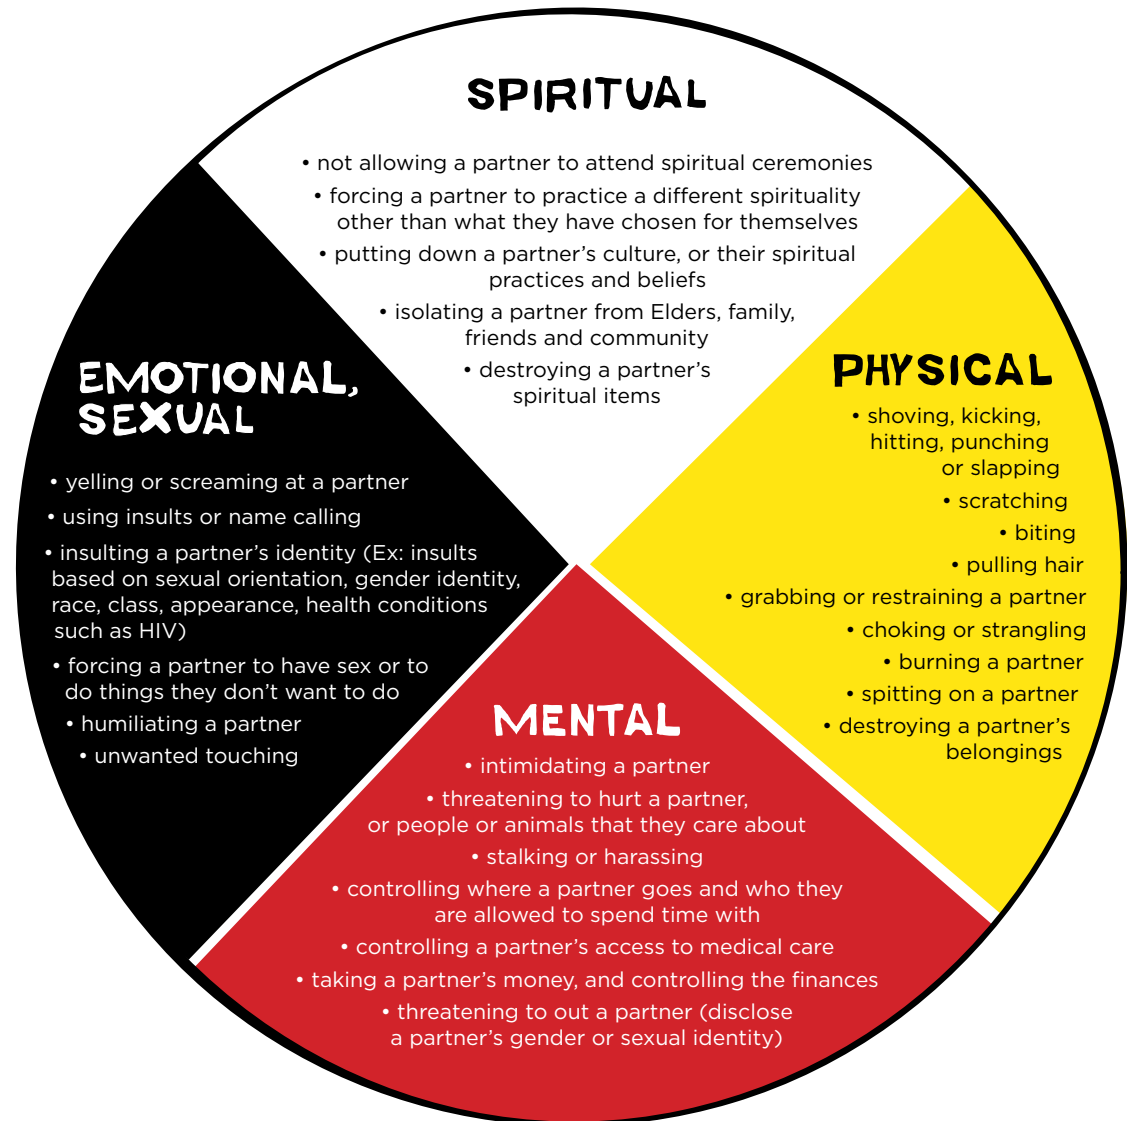 SPIRITUAL
• not allowing a partner to attend spiritual ceremonies
• forcing a partner to practice a different spirituality
other than what they have chosen for themselves
• putting down a partner’s culture, or their spiritual
practices and beliefs
• isolating a partner from Elders, family,
friends and community
• destroying a partner’s
spiritual items
PHYSICAL
• shoving, kicking,
hitting, punching
or slapping
• scratching
• biting
• pulling hair
• grabbing or restraining a partner
• choking or strangling
• burning a partner
• spitting on a partner
• destroying a partner’s
belongings
MENTAL
• intimidating a partner
• threatening to hurt a partner,
or people or animals that they care about
• stalking or harassing
• controlling where a partner goes and who they
are allowed to spend time with
• controlling a partner’s access to medical care
• taking a partner’s money, and controlling the finances
• threatening to out a partner (disclose
a partner’s gender or sexual identity)
EMOTIONAL,
SEXUAL
• yelling or screaming at a partner
• using insults or name calling
• insulting a partner’s identity (Ex: insults
based on sexual orientation, gender identity,
race, class, appearance, health conditions
such as HIV)
• forcing a partner to have sex or to
do things they don’t want to do
• humiliating a partner
• unwanted touching